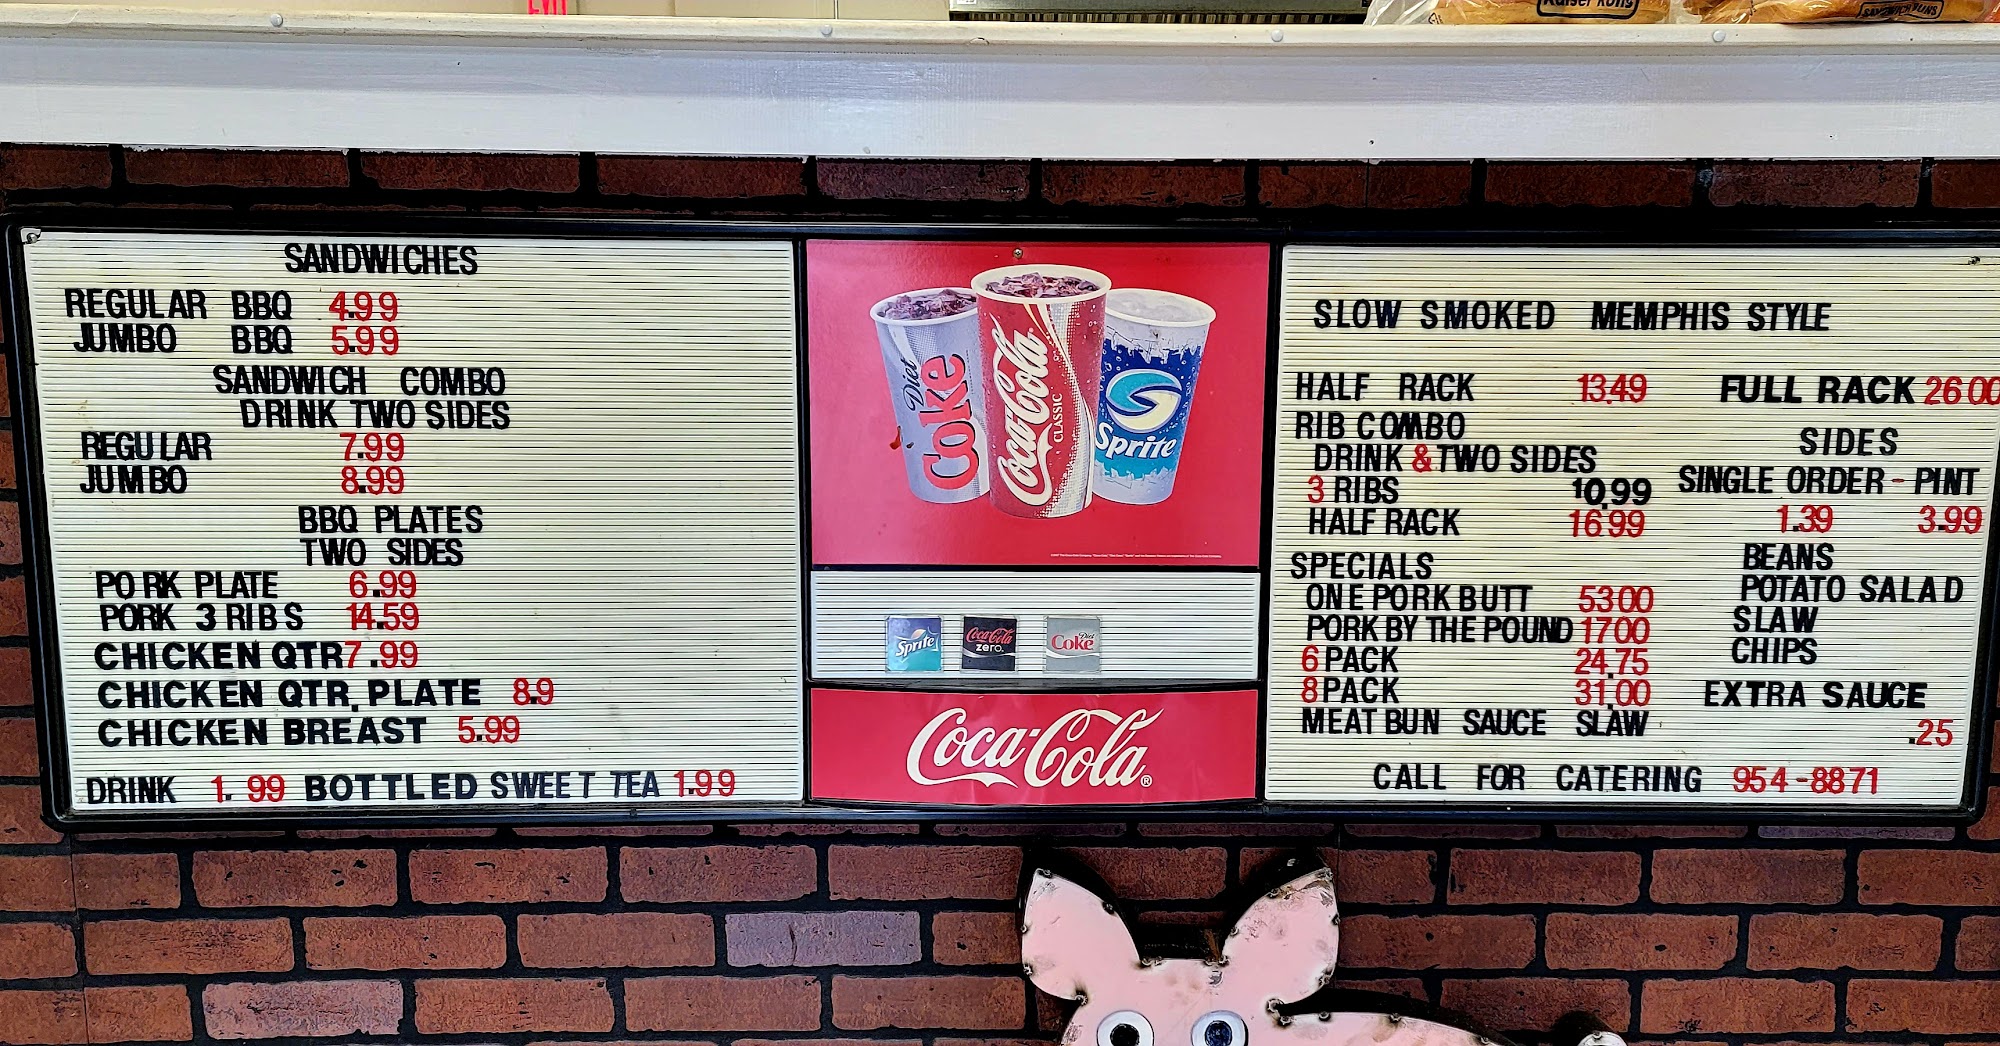 EXIT
Kaiser Rolls
SANDWICH BUNS
SANDWICHES
REGULAR BBQ 4.99
JUMBO BBQ 5.99
SANDWICH COMBO
DRINK TWO SIDES
REGULAR 7.99
JUMBO 8.99
BBQ PLATES
TWO SIDES
PORK PLATE 6.99
PORK 3 RIBS 14.59
CHICKEN QTR 7.99
CHICKEN QTR. PLATE 8.9
CHICKEN BREAST 5.99
DRINK 1.99 BOTTLED SWEET TEA 1.99
Diet Coke
Coca-Cola CLASSIC
Sprite
Sprite
Coca-Cola zero.
Diet Coke
Coca-Cola®
SLOW SMOKED MEMPHIS STYLE
HALF RACK 13.49
RIB COMBO
DRINK & TWO SIDES
3 RIBS 10.99
HALF RACK 16.99
SPECIALS
ONE PORK BUTT 53 00
PORK BY THE POUND 17 00
6 PACK 24.75
8 PACK 31.00
MEAT BUN SAUCE SLAW
FULL RACK 26 00
SIDES
SINGLE ORDER - PINT
1.39 3.99
BEANS
POTATO SALAD
SLAW
CHIPS
EXTRA SAUCE
.25
CALL FOR CATERING 954-8871